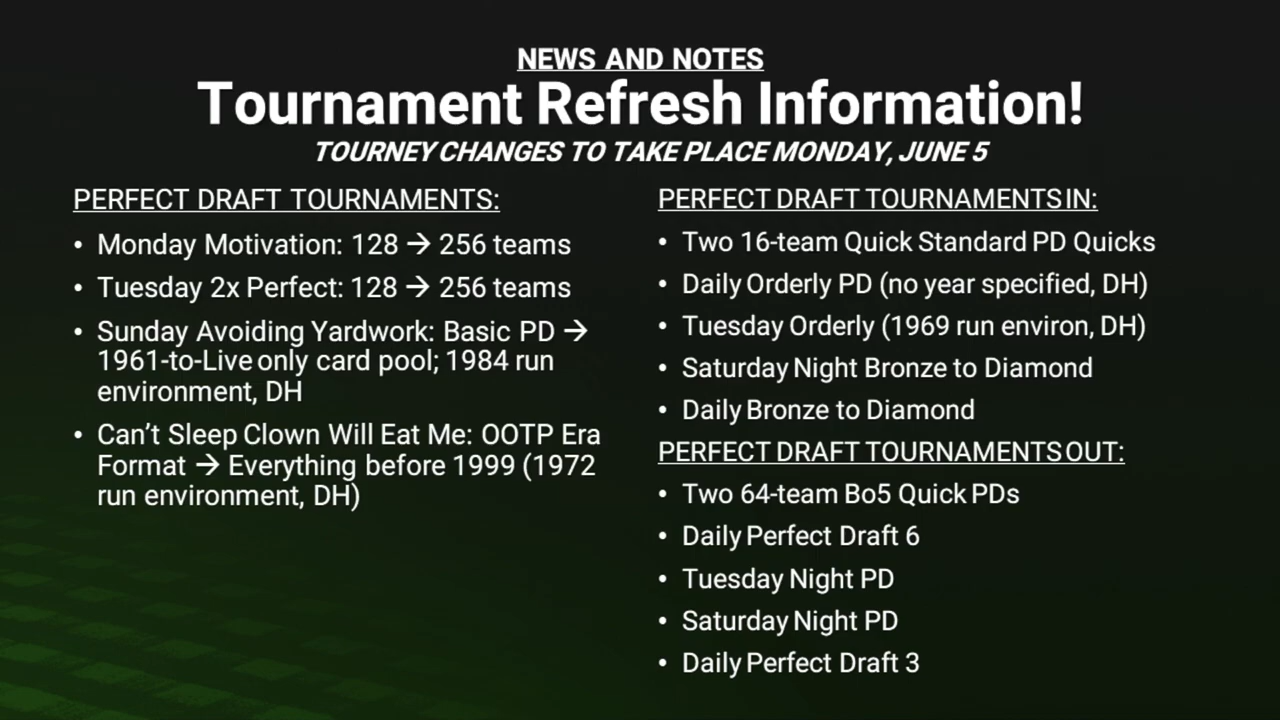 NEWS AND NOTES
Tournament Refresh Information!
TOURNEY CHANGES TO TAKE PLACE MONDAY, JUNE 5
PERFECT DRAFT TOURNAMENTS:
• Monday Motivation: 128 → 256 teams
• Tuesday 2x Perfect: 128 → 256 teams
• Sunday Avoiding Yardwork: Basic PD →
1961-to-Live only card pool; 1984 run
environment, DH
• Can’t Sleep Clown Will Eat Me: OOTP Era
Format → Everything before 1999 (1972
run environment, DH)
PERFECT DRAFT TOURNAMENTS IN:
• Two 16-team Quick Standard PD Quicks
• Daily Orderly PD (no year specified, DH)
• Tuesday Orderly (1969 run environ, DH)
• Saturday Night Bronze to Diamond
• Daily Bronze to Diamond
PERFECT DRAFT TOURNAMENTS OUT:
• Two 64-team Bo5 Quick PDs
• Daily Perfect Draft 6
• Tuesday Night PD
• Saturday Night PD
• Daily Perfect Draft 3